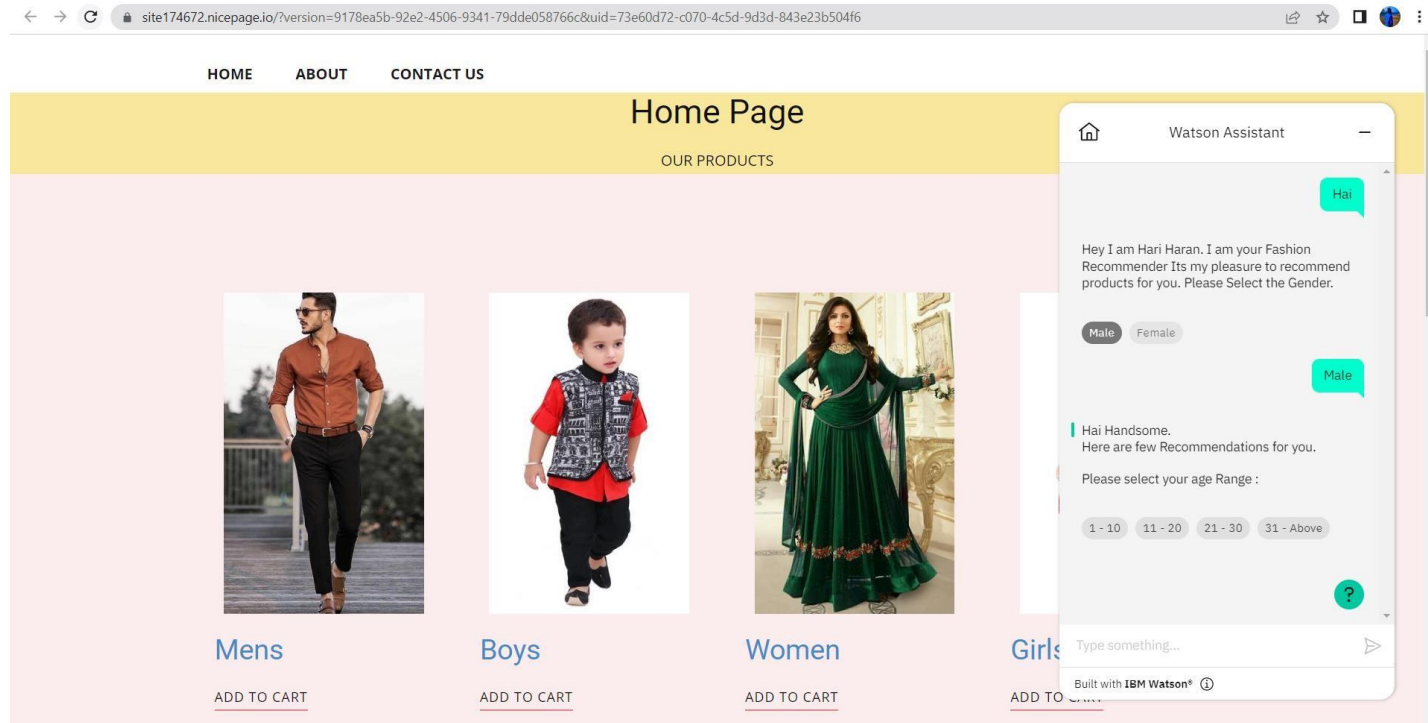 site174672.nicepage.io/?version=9178ea5b-92e2-4506-9341-79dde058766c&uid=73e60d72-c070-4c5d-9d3d-843e23b504f6
HOME ABOUT CONTACT US
Home Page
OUR PRODUCTS
Mens
ADD TO CART
Boys
ADD TO CART
Women
ADD TO CART
Girls
ADD TO CART
Watson Assistant
Hai
Hey I am Hari Haran. I am your Fashion
Recommender Its my pleasure to recommend
products for you. Please Select the Gender.
Male Female
Male
Hai Handsome.
Here are few Recommendations for you.
Please select your age Range :
1 - 10 11 - 20 21 - 30 31 - Above
?
Type something...
Built with IBM Watson®